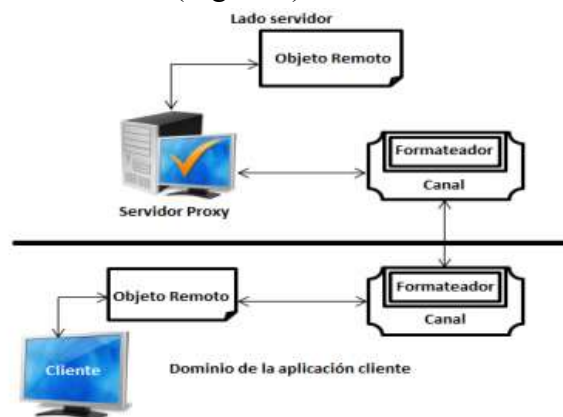 Lado servidor
Objeto Remoto
Formateador
Canal
Servidor Proxy
Formateador
Objeto Remoto
Canal
Cliente
Dominio de la aplicación cliente